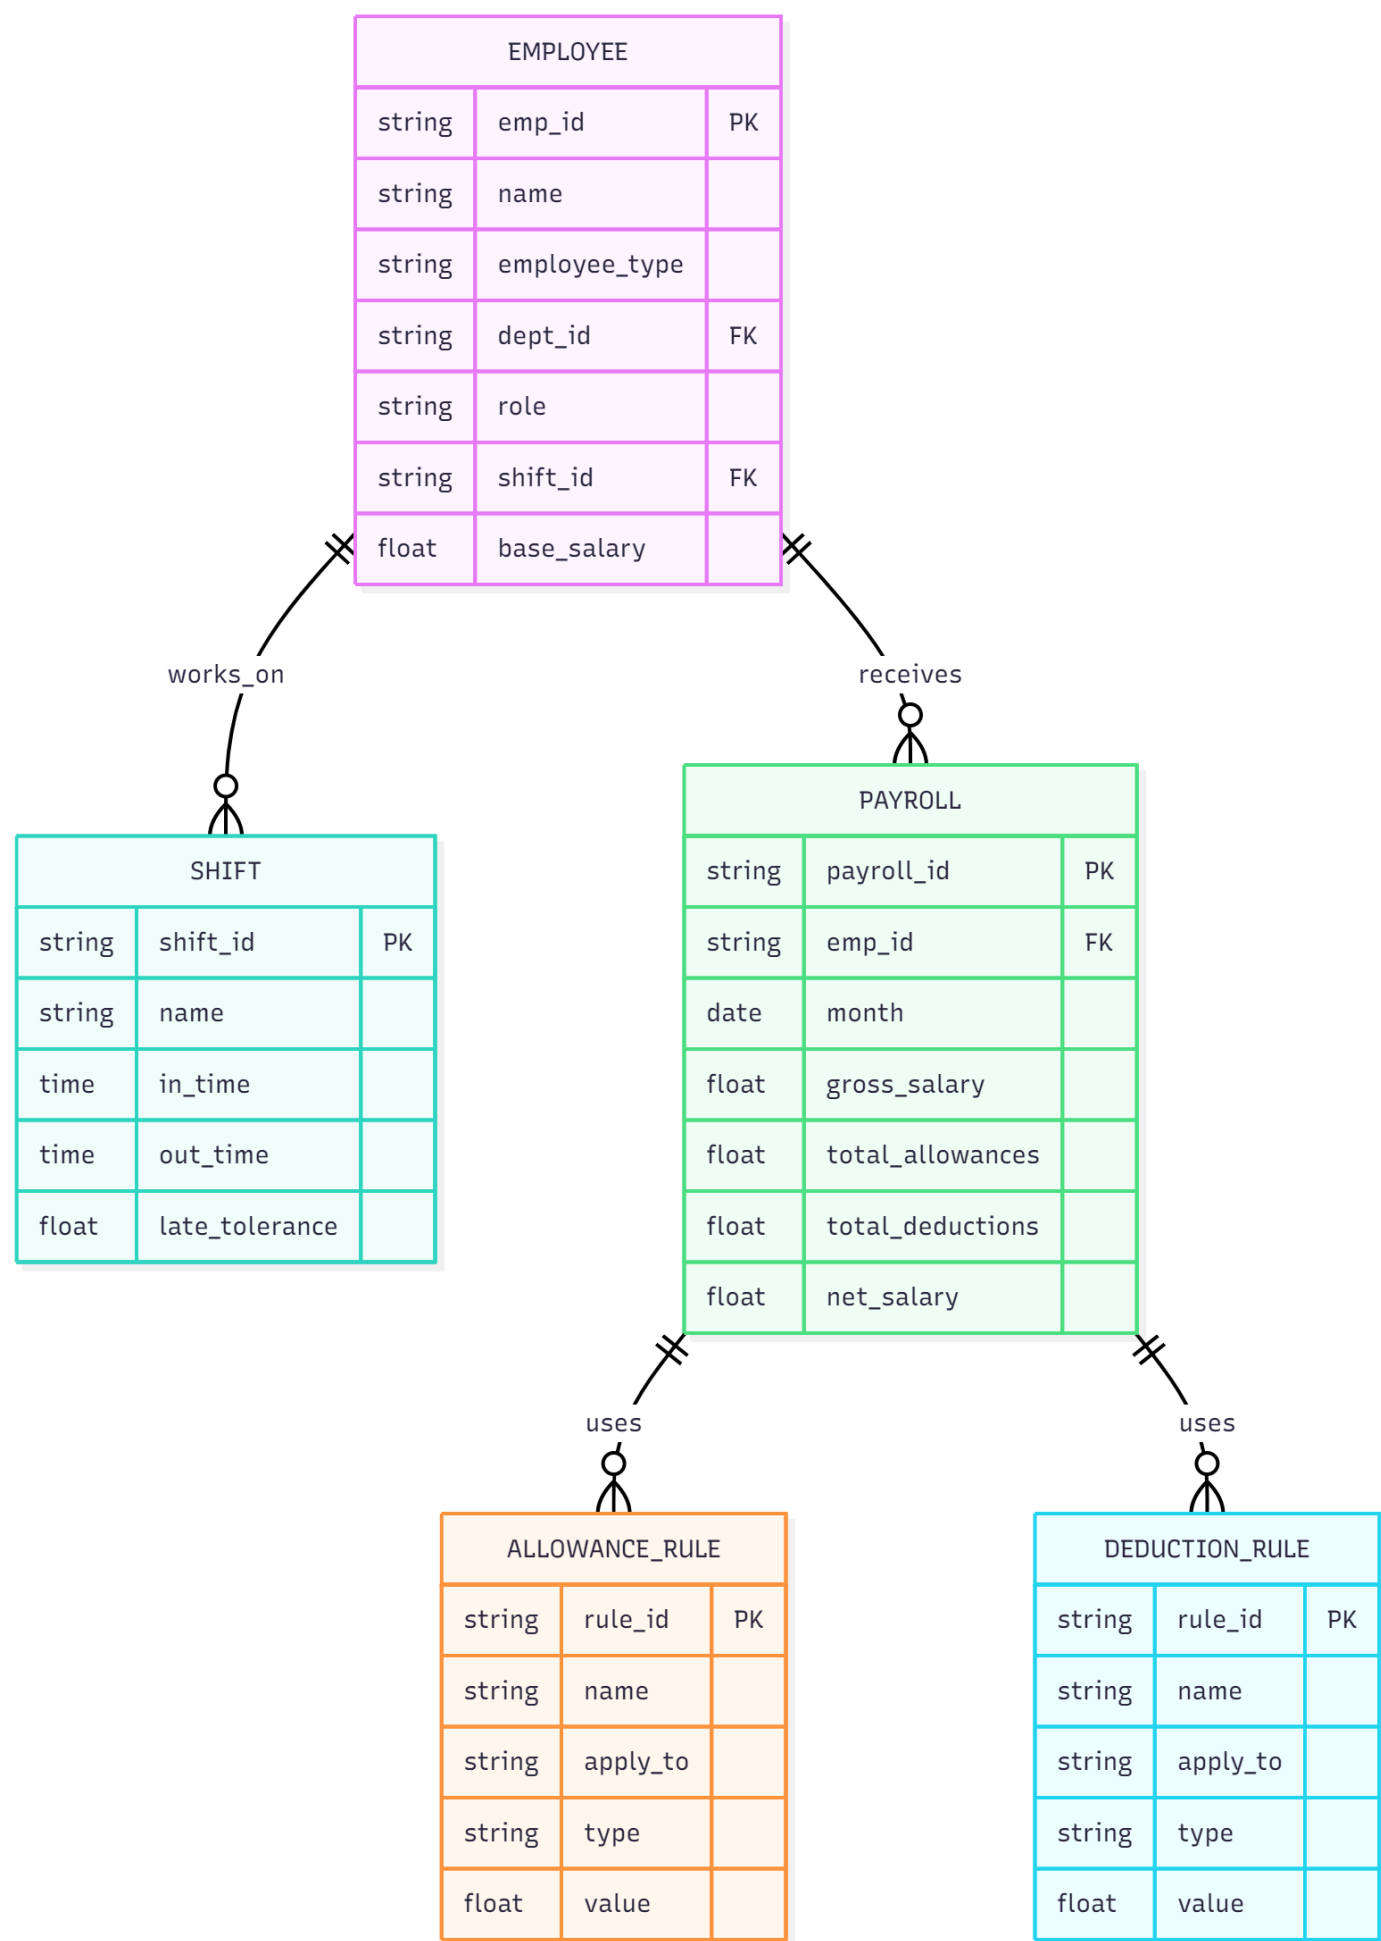 EMPLOYEE
string emp_id PK
string name
string employee_type
string dept_id FK
string role
string shift_id FK
float base_salary
works_on
receives
SHIFT
string shift_id PK
string name
time in_time
time out_time
float late_tolerance
PAYROLL
string payroll_id PK
string emp_id FK
date month
float gross_salary
float total_allowances
float total_deductions
float net_salary
uses
uses
ALLOWANCE_RULE
string rule_id PK
string name
string apply_to
string type
float value
DEDUCTION_RULE
string rule_id PK
string name
string apply_to
string type
float value